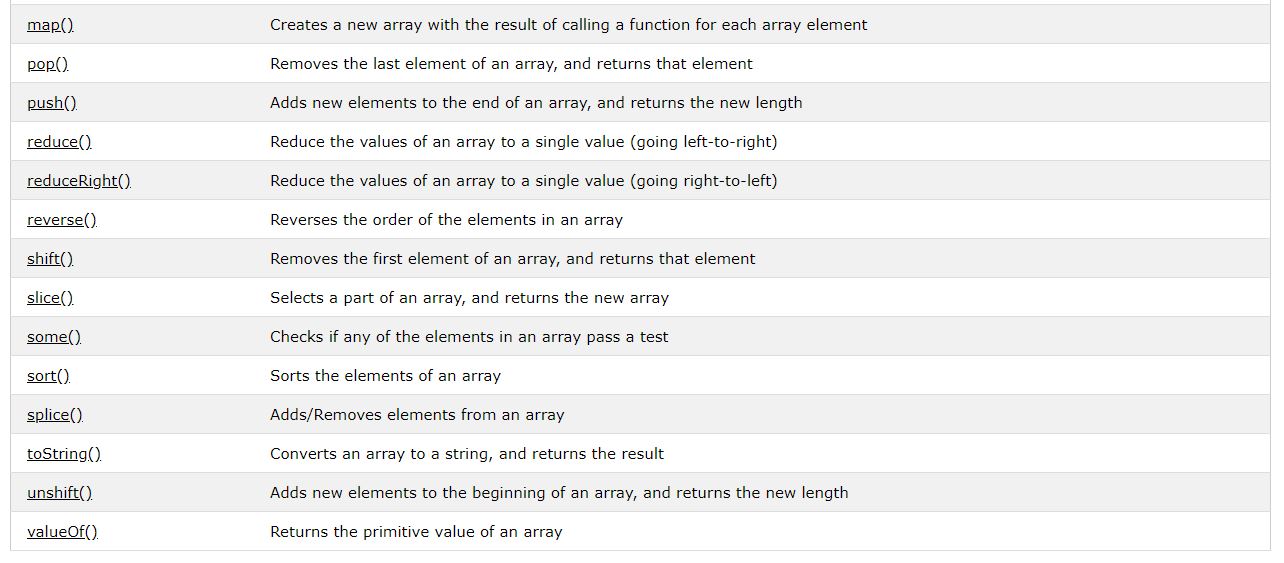 map() Creates a new array with the result of calling a function for each array element
pop() Removes the last element of an array, and returns that element
push() Adds new elements to the end of an array, and returns the new length
reduce() Reduce the values of an array to a single value (going left-to-right)
reduceRight() Reduce the values of an array to a single value (going right-to-left)
reverse() Reverses the order of the elements in an array
shift() Removes the first element of an array, and returns that element
slice() Selects a part of an array, and returns the new array
some() Checks if any of the elements in an array pass a test
sort() Sorts the elements of an array
splice() Adds/Removes elements from an array
toString() Converts an array to a string, and returns the result
unshift() Adds new elements to the beginning of an array, and returns the new length
valueOf() Returns the primitive value of an array